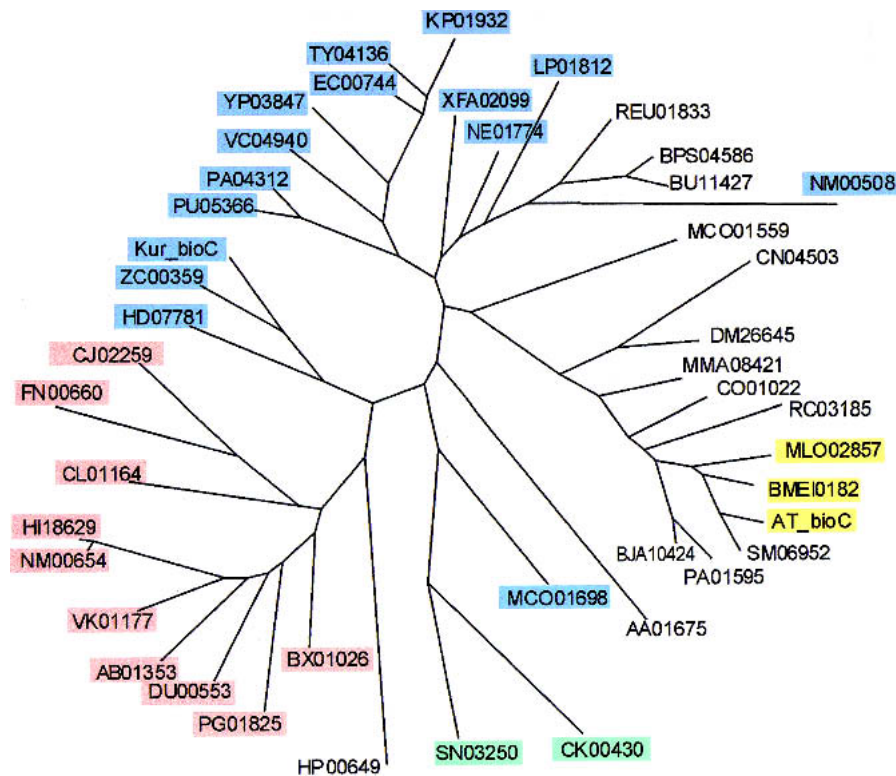 KP01932
TY04136
LP01812
EC00744
YP03847
XFA02099
REU01833
NE01774
VC04940
BPS04586
PA04312
BU11427
NM00508
PU05366
MCO01559
Kur_bioC
CN04503
ZC00359
HD07781
DM26645
CJ02259
MMA08421
FN00660
CO01022
RC03185
MLO02857
CL01164
BMEI0182
HI18629
AT_bioC
NM00654
BJA10424
SM06952
PA01595
VK01177
MCO01698
AA01675
BX01026
AB01353
DU00553
PG01825
SN03250
CK00430
HP00649